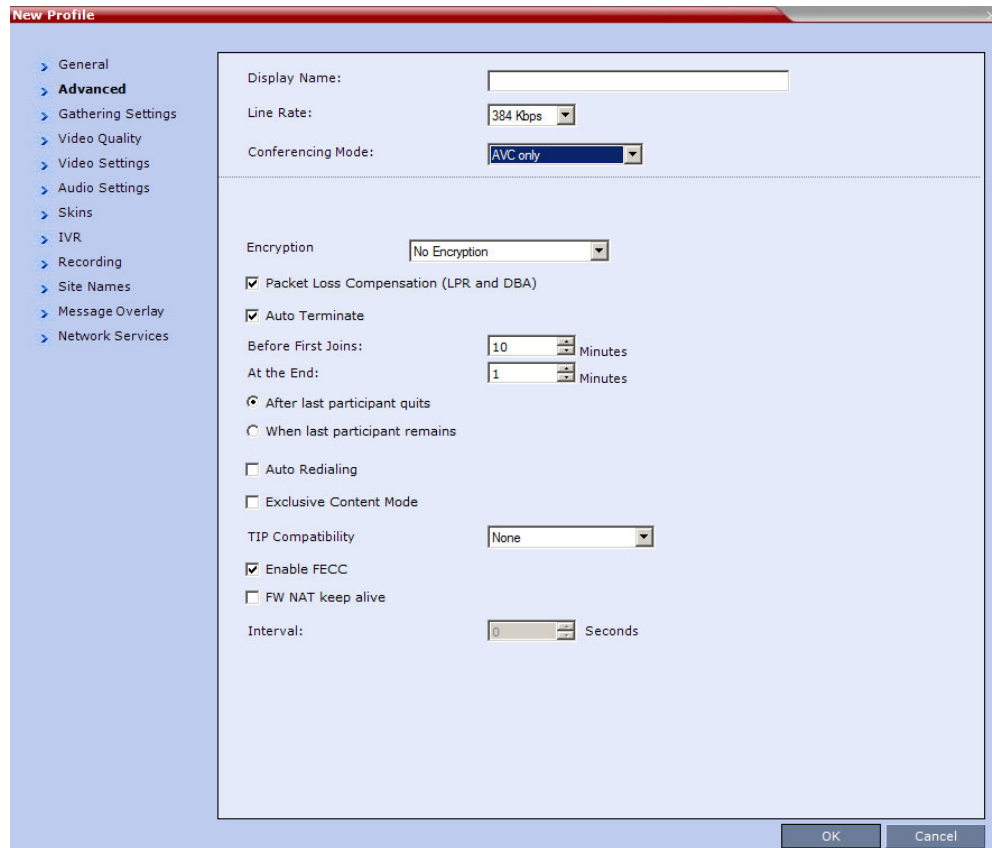 New Profile
General
Advanced
Gathering Settings
Video Quality
Video Settings
Audio Settings
Skins
IVR
Recording
Site Names
Message Overlay
Network Services
Display Name:
Line Rate: 384 Kbps
Conferencing Mode: AVC only
Encryption No Encryption
Packet Loss Compensation (LPR and DBA)
Auto Terminate
Before First Joins: 10 Minutes
At the End: 1 Minutes
After last participant quits
When last participant remains
Auto Redialing
Exclusive Content Mode
TIP Compatibility None
Enable FECC
FW NAT keep alive
Interval: 0 Seconds
OK Cancel